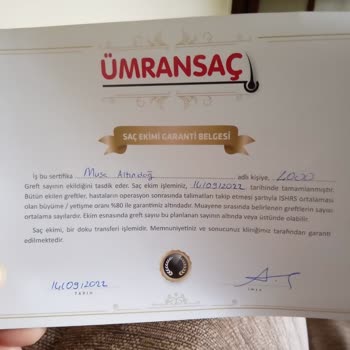 ÜMRANSAÇ
SAÇ EKİMİ GARANTİ BELGESİ
İş bu sertifika Musa Altındağ adlı kişiye, 2000
Greft sayının ekildiğini tasdik eder. Saç ekim işleminiz, 14/09/2022 tarihinde tamamlanmıştır.
Bütün ekilen greftler, hastaların operasyon sonrasında talimatları takip etmesi şartıyla ISHRS ortalaması
olan büyüme / yetişme oranı %80 ile garantimiz altındadır. Muayene sırasında belirlenen greftlerin sayısı
ortalama sayılardır. Ekim esnasında greft sayısı bu planlanan sayının altında veya üstünde olabilir.
Saç ekimi, bir doku transferi işlemidir. Memnuniyetiniz ve sonucunuz kliniğimiz tarafından garanti
edilmektedir.
14/09/2022
TARİH
İMZA